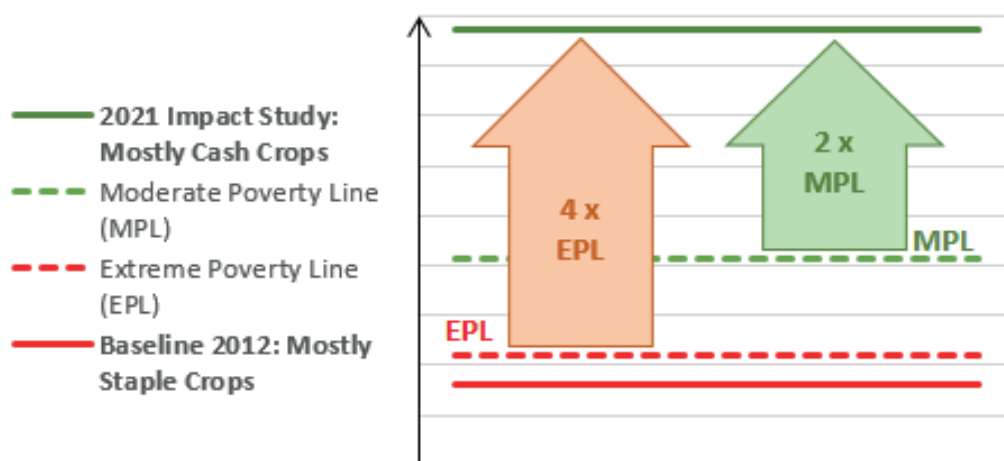 2021 Impact Study:
Mostly Cash Crops
Moderate Poverty Line
(MPL)
Extreme Poverty Line
(EPL)
Baseline 2012: Mostly
Staple Crops
4 x
EPL
2 x
MPL
MPL
EPL